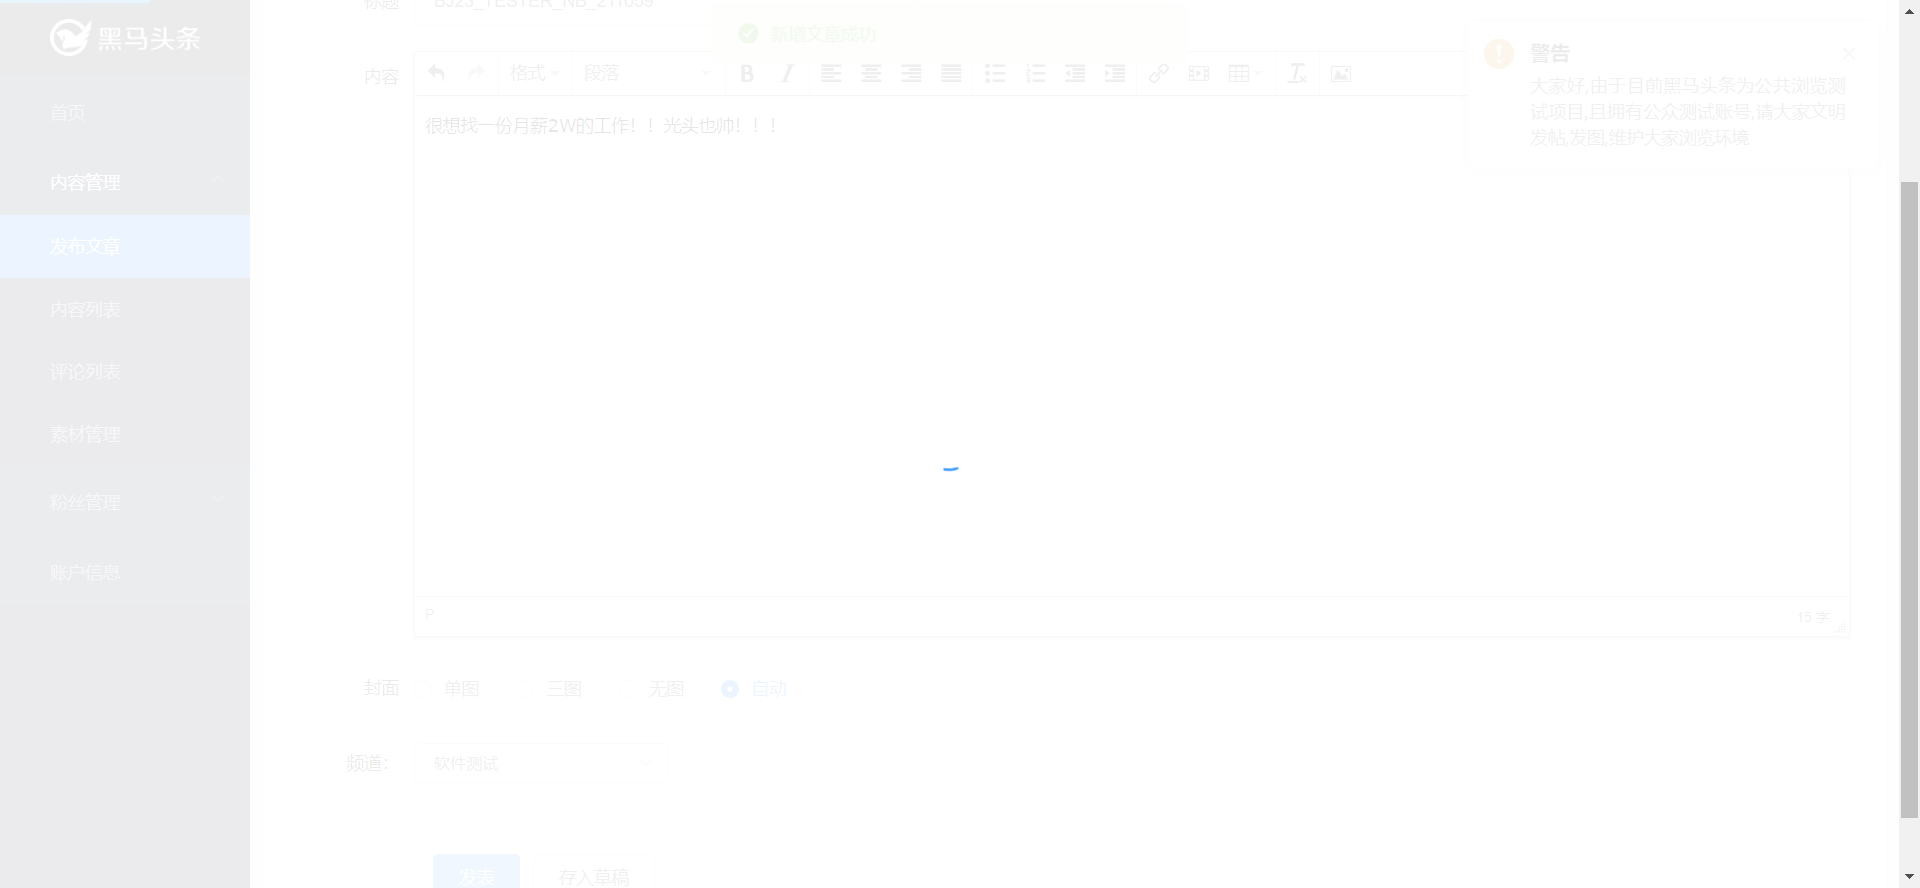 标题 BJ23_TESTER_NB_211659
新增文章成功
黑马头条
警告
大家好,由于目前黑马头条为公共浏览测
试项目,且拥有公众测试账号,请大家文明
发帖,发图,维护大家浏览环境
首页
内容管理
发布文章
内容列表
评论列表
素材管理
粉丝管理
账户信息
内容
格式 段落
很想找一份月薪2W的工作！！光头也帅！！！
P
15 字
封面 单图 三图 无图 自动
频道： 软件测试
发表 存入草稿